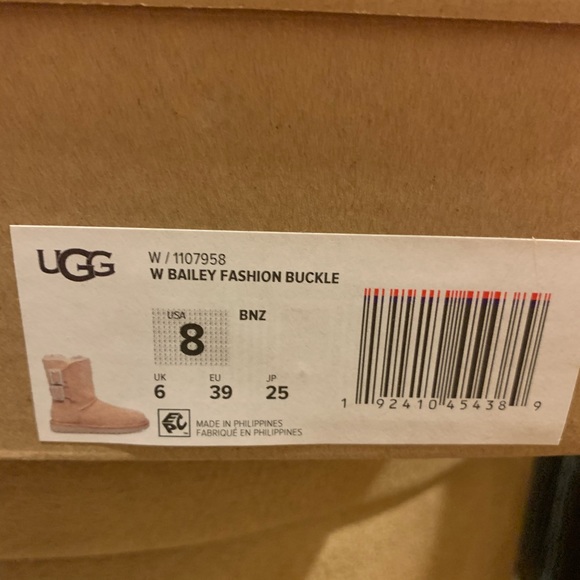 UGG
W / 1107958
W BAILEY FASHION BUCKLE
USA
8
BNZ
UK EU JP
6 39 25
MADE IN PHILIPPINES
FABRIQUÉ EN PHILIPPINES
1 92410 45438 9